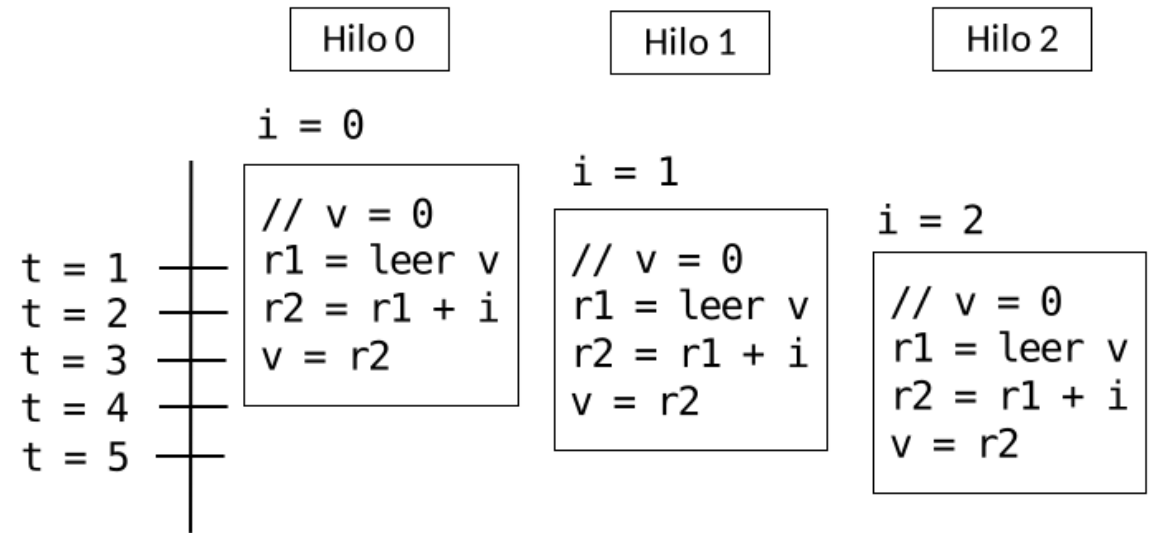 Hilo 0
Hilo 1
Hilo 2
i = 0
// v = 0
r1 = leer v
r2 = r1 + i
v = r2
i = 1
// v = 0
r1 = leer v
r2 = r1 + i
v = r2
i = 2
// v = 0
r1 = leer v
r2 = r1 + i
v = r2
t = 1
t = 2
t = 3
t = 4
t = 5